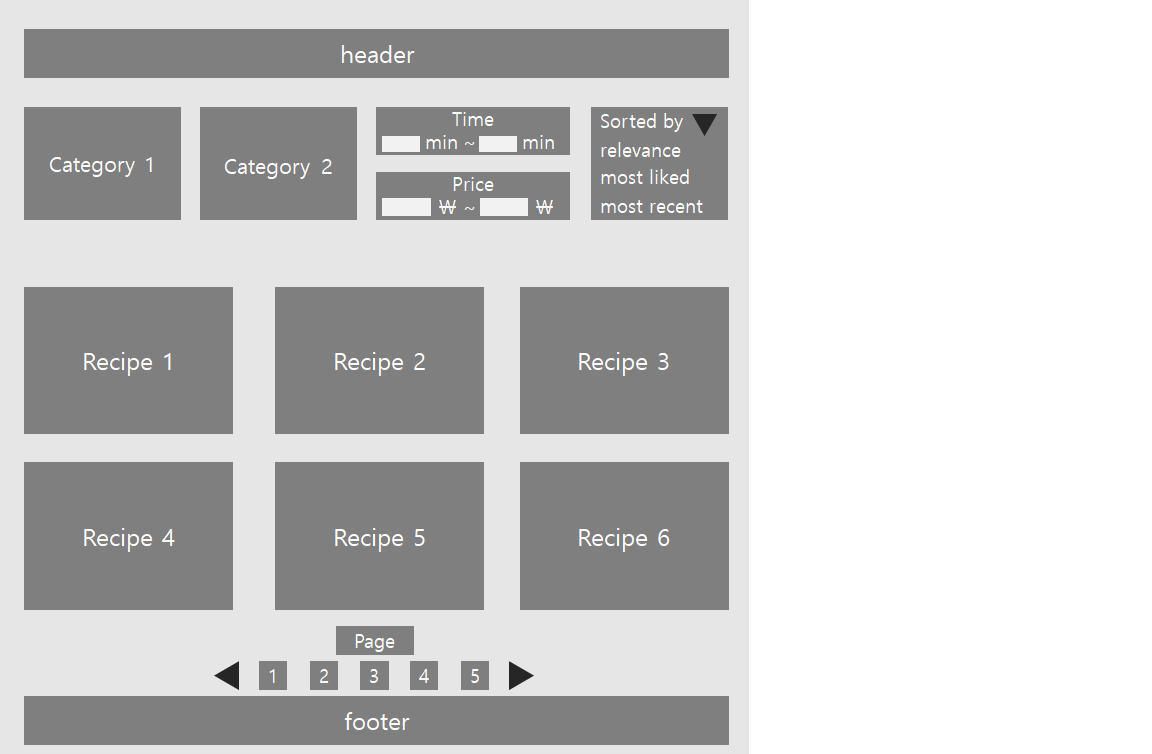 header
Category 1
Category 2
Time
min ~ min
Price
₩ ~ ₩
Sorted by
relevance
most liked
most recent
Recipe 1
Recipe 2
Recipe 3
Recipe 4
Recipe 5
Recipe 6
Page
1 2 3 4 5
footer